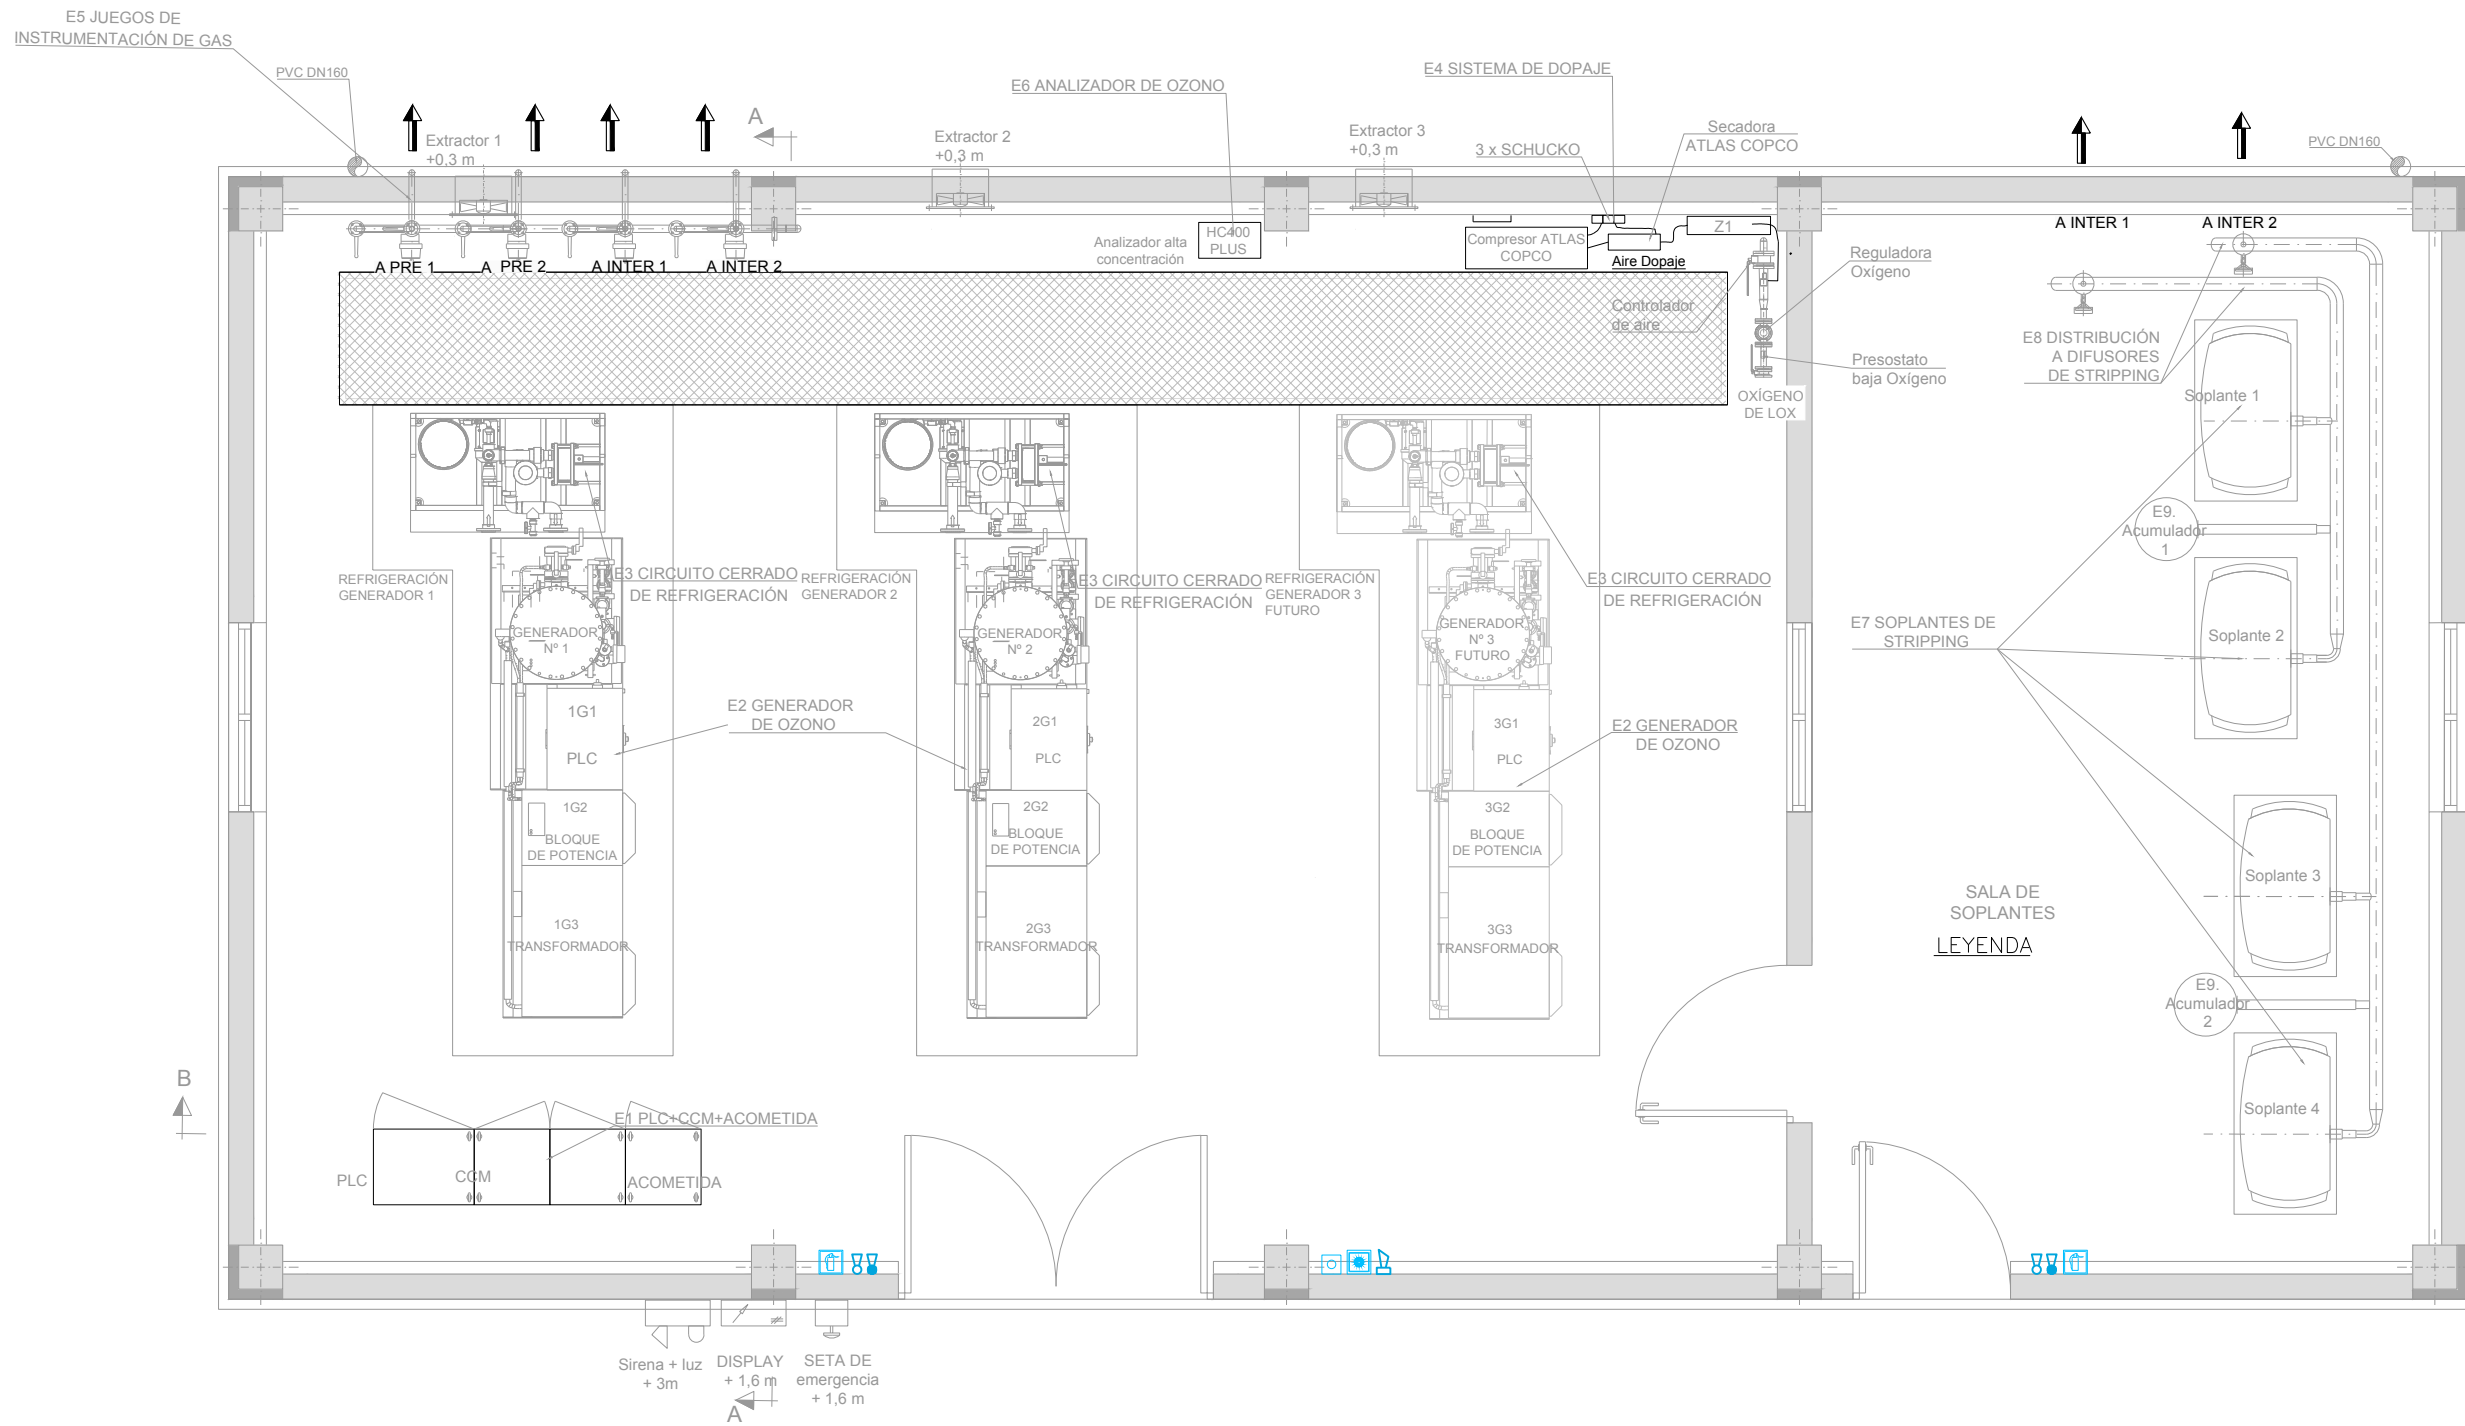 E5 JUEGOS DE
INSTRUMENTACIÓN DE GAS
PVC DN160
E6 ANALIZADOR DE OZONO
E4 SISTEMA DE DOPAJE
A
Extractor 1
+0,3 m
Extractor 2
+0,3 m
Extractor 3
+0,3 m
3 x SCHUCKO
Secadora
ATLAS COPCO
PVC DN160
A PRE 1
A PRE 2
A INTER 1
A INTER 2
Analizador alta
concentración
HC400
PLUS
Compresor ATLAS
COPCO
Aire Dopaje
Z1
A INTER 1
A INTER 2
Reguladora
Oxígeno
Controlador
de aire
Presostato
baja Oxígeno
OXÍGENO
DE LOX
E8 DISTRIBUCIÓN
A DIFUSORES
DE STRIPPING
Soplante 1
E9.
Acumulador
1
REFRIGERACIÓN
GENERADOR 1
E3 CIRCUITO CERRADO
DE REFRIGERACIÓN
REFRIGERACIÓN
GENERADOR 2
E3 CIRCUITO CERRADO
DE REFRIGERACIÓN
REFRIGERACIÓN
GENERADOR 3
FUTURO
E3 CIRCUITO CERRADO
DE REFRIGERACIÓN
GENERADOR
Nº 1
GENERADOR
Nº 2
GENERADOR
Nº 3
FUTURO
E7 SOPLANTES DE
STRIPPING
Soplante 2
1G1
PLC
E2 GENERADOR
DE OZONO
2G1
PLC
3G1
PLC
E2 GENERADOR
DE OZONO
1G2
BLOQUE
DE POTENCIA
2G2
BLOQUE
DE POTENCIA
3G2
BLOQUE
DE POTENCIA
1G3
TRANSFORMADOR
2G3
TRANSFORMADOR
3G3
TRANSFORMADOR
SALA DE
SOPLANTES
LEYENDA
Soplante 3
E9.
Acumulador
2
Soplante 4
B
E1 PLC+CCM+ACOMETIDA
PLC
CCM
ACOMETIDA
Sirena + luz
+ 3m
DISPLAY
+ 1,6 m
SETA DE
emergencia
+ 1,6 m
A